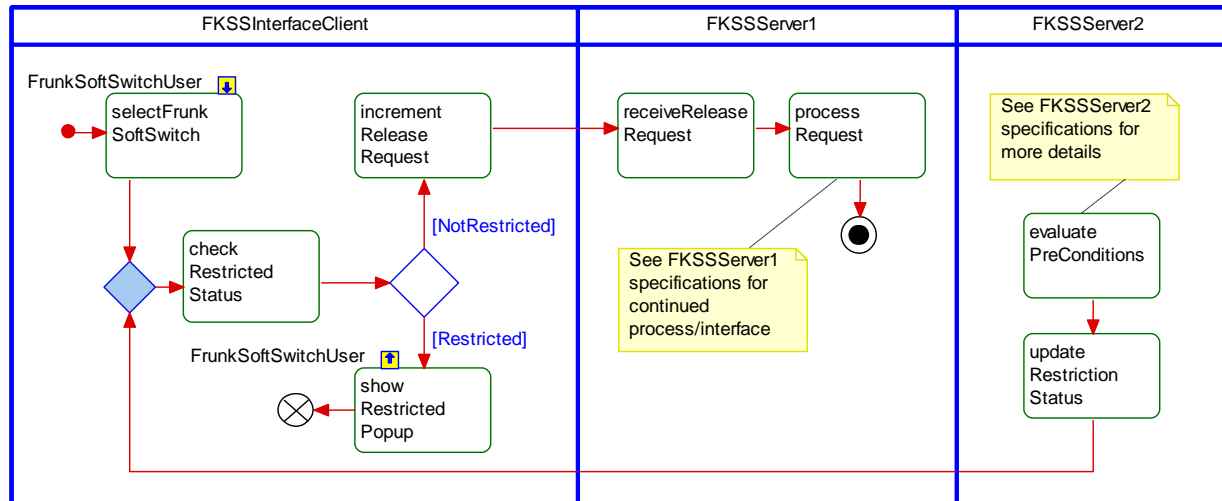 FKSSInterfaceClient
FKSSServer1
FKSSServer2
FrunkSoftSwitchUser
selectFrunk
SoftSwitch
increment
Release
Request
receiveRelease
Request
process
Request
See FKSSServer2
specifications for
more details
[NotRestricted]
check
Restricted
Status
See FKSSServer1
specifications for
continued
process/interface
evaluate
PreConditions
[Restricted]
FrunkSoftSwitchUser
show
Restricted
Popup
update
Restriction
Status